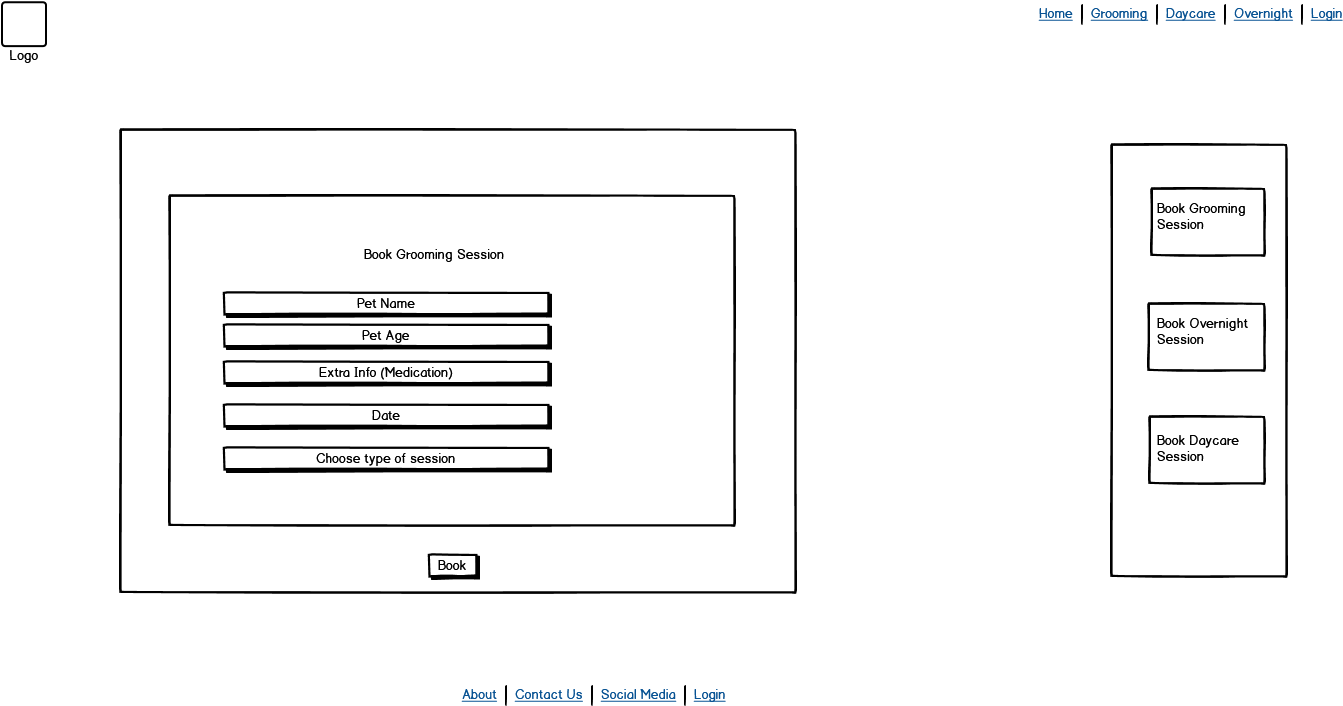 Home | Grooming | Daycare | Overnight | Login
Logo
Book Grooming Session
Pet Name
Pet Age
Extra Info (Medication)
Date
Choose type of session
Book
Book Grooming
Session
Book Overnight
Session
Book Daycare
Session
About | Contact Us | Social Media | Login